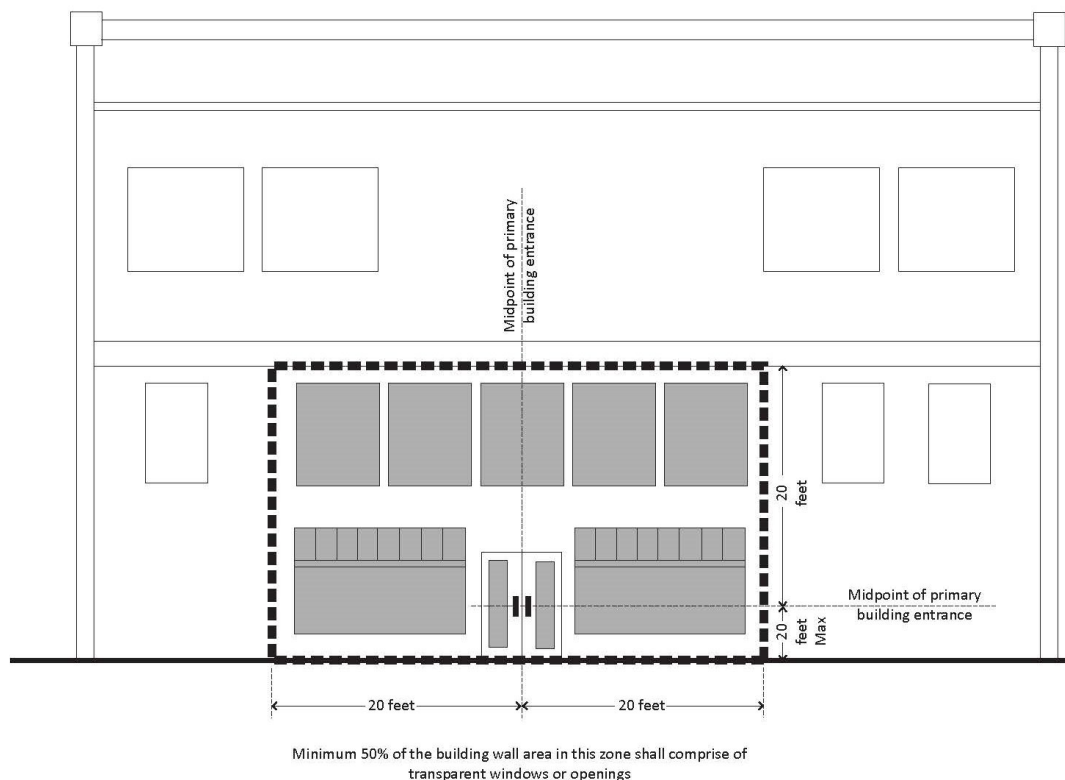 Midpoint of primary
building entrance
20
feet
Midpoint of primary
building entrance
20
feet
Max
20 feet
20 feet
Minimum 50% of the building wall area in this zone shall comprise of
transparent windows or openings